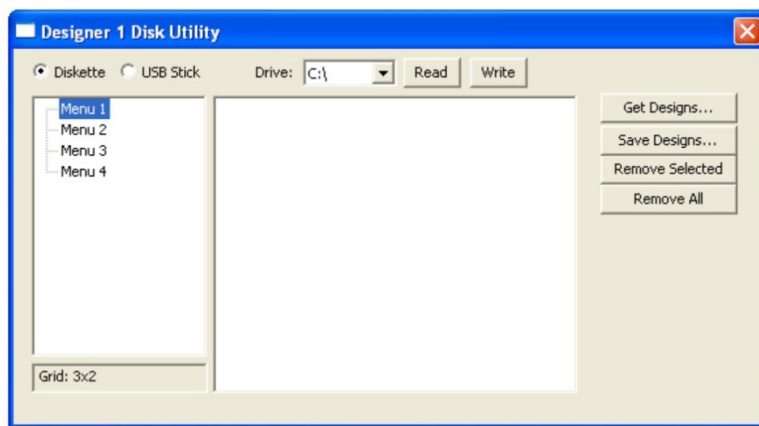 Designer 1 Disk Utility
Diskette USB Stick Drive: C:\ Read Write
Menu 1
Menu 2
Menu 3
Menu 4
Grid: 3x2
Get Designs...
Save Designs...
Remove Selected
Remove All